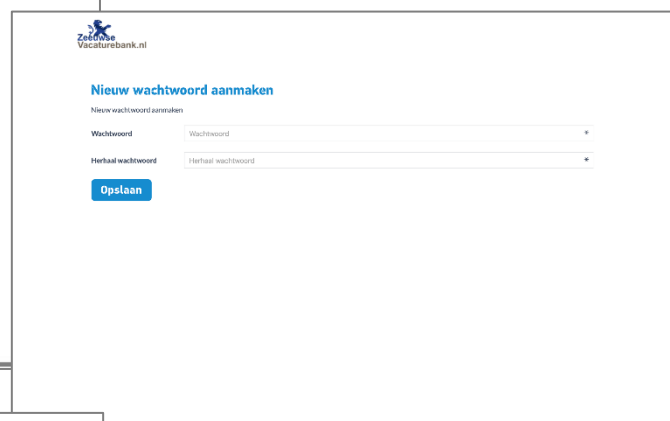 Zeeuwse
Vacaturebank.nl
Nieuw wachtwoord aanmaken
Nieuw wachtwoord aanmaken
Wachtwoord Wachtwoord *
Herhaal wachtwoord Herhaal wachtwoord *
Opslaan